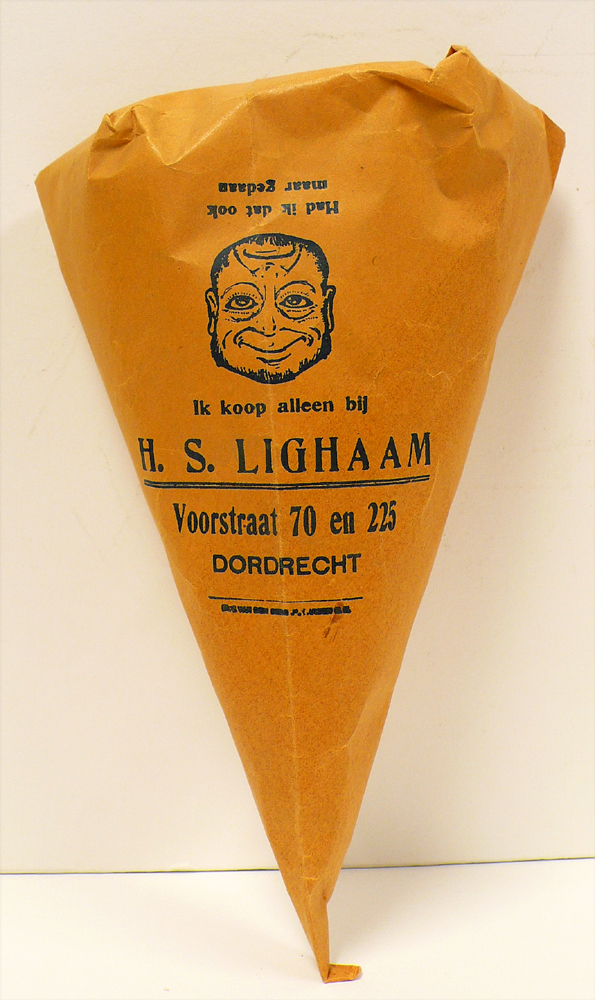 Had ik dat ook
maar gedaan
Ik koop alleen bij
H. S. LIGHAAM
Voorstraat 70 en 225
DORDRECHT